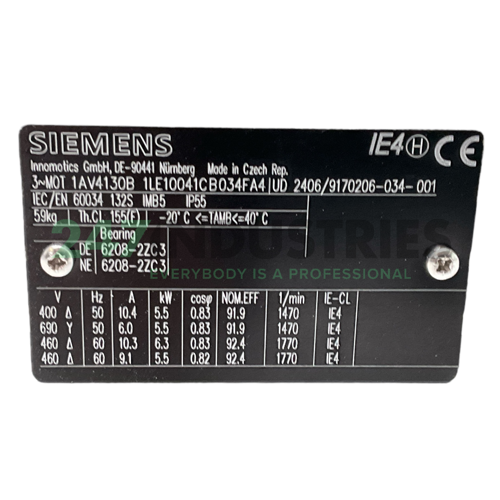 SIEMENS IE4 H CE
Innomotics GmbH, DE-90441 Nürnberg Made in Czech Rep.
3~MOT 1AV4130B 1LE10041CB034FA4 UD 2406/9170206-034-001
IEC/EN 60034 132S IMB5 IP55
59kg Th.Cl. 155(F) -20°C <=TAMB<=40°C
Bearing
DE 6208-2ZC3
NE 6208-2ZC3
247 INDUSTRIES
EVERYBODY IS A PROFESSIONAL
V Hz A kW cosφ NOM.EFF 1/min IE-CL
400 Δ 50 10.4 5.5 0.83 91.9 1470 IE4
690 Y 50 6.0 5.5 0.83 91.9 1470 IE4
460 Δ 60 10.3 6.3 0.83 92.4 1770 IE4
460 Δ 60 9.1 5.5 0.82 92.4 1770 IE4